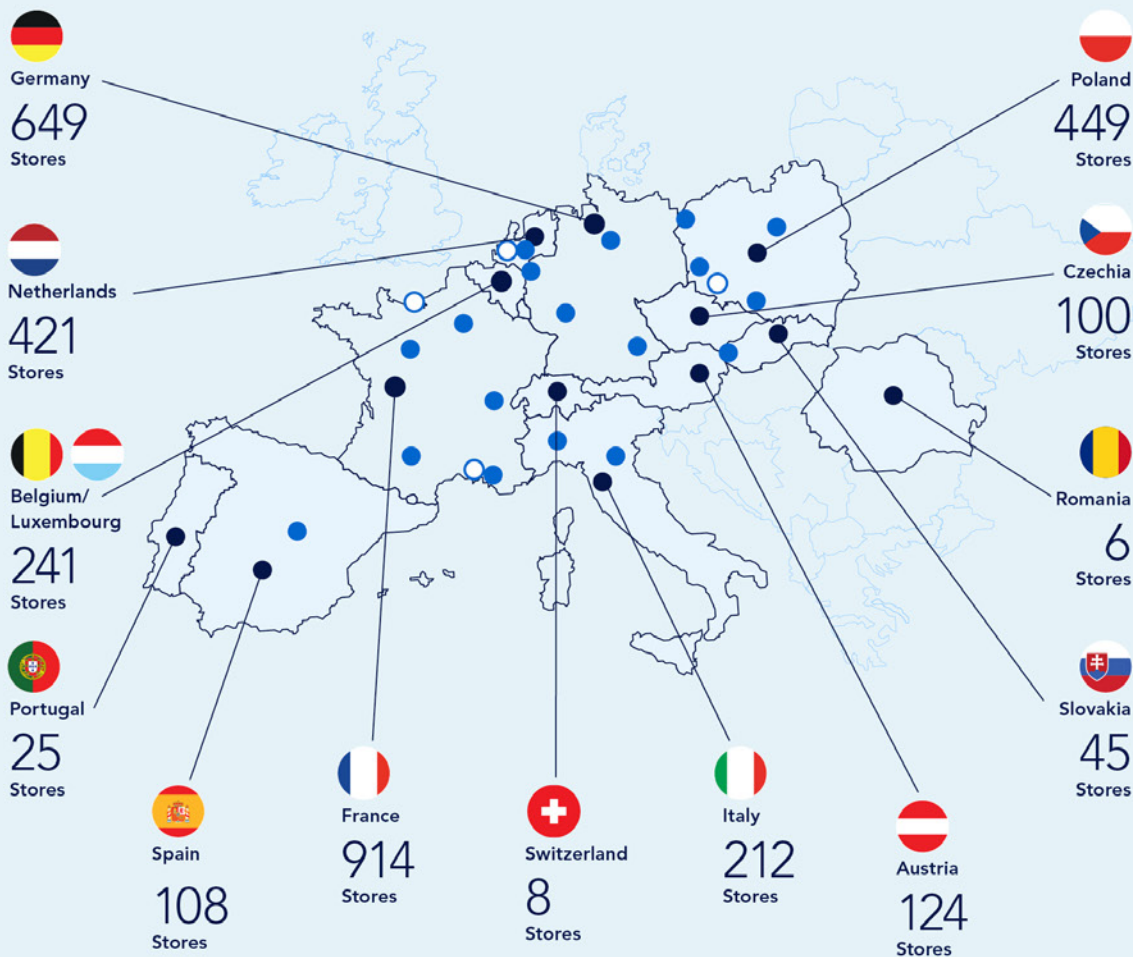 Germany
649
Stores
Netherlands
421
Stores
Belgium/
Luxembourg
241
Stores
Portugal
25
Stores
Spain
108
Stores
France
914
Stores
Switzerland
8
Stores
Italy
212
Stores
Austria
124
Stores
Poland
449
Stores
Czechia
100
Stores
Romania
6
Stores
Slovakia
45
Stores